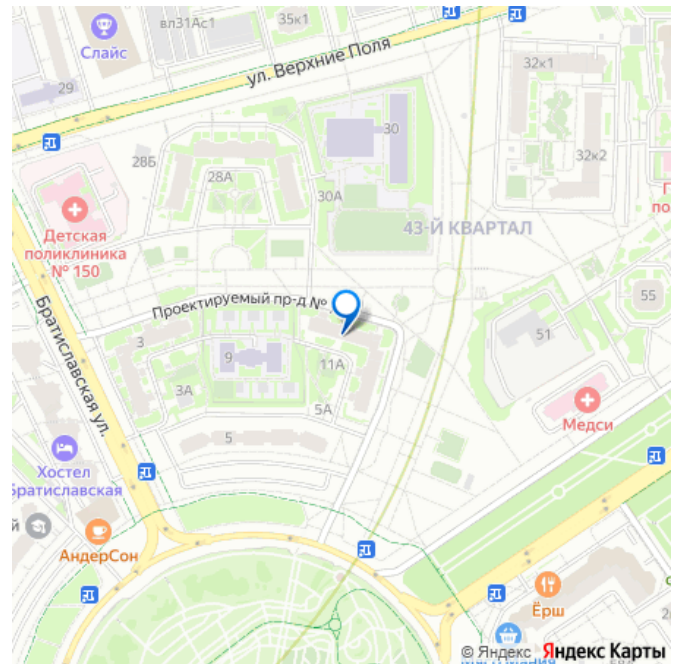 вл31Ас1
35к1
Слайс
ул. Верхние Поля
32к1
29
30
28Б
28А
32к2
30А
Детская
поликлиника
№ 150
43-Й КВАРТАЛ
55
Проектируемый пр-д №
51
3
9
11А
3А
5А
5
Братиславская ул.
Медси
Хостел
Братиславская
АндерСон
Ёрш
© Яндекс Яндекс Карты